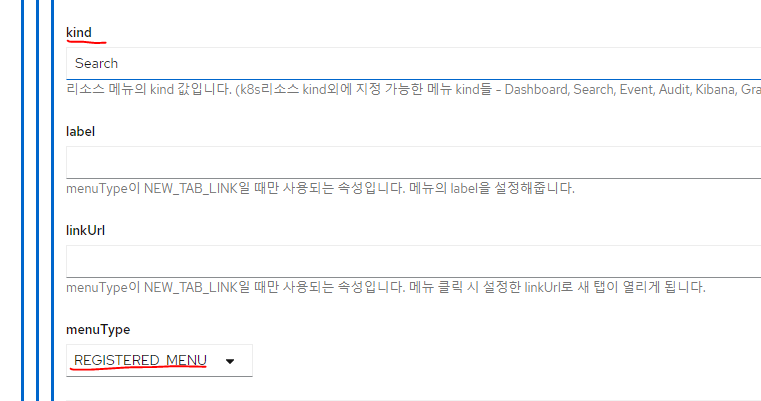 kind
Search
리소스 메뉴의 kind 값입니다. (k8s리소스 kind외에 지정 가능한 메뉴 kind들 - Dashboard, Search, Event, Audit, Kibana, Gra
label
menuType이 NEW_TAB_LINK일 때만 사용되는 속성입니다. 메뉴의 label을 설정해줍니다.
linkUrl
menuType이 NEW_TAB_LINK일 때만 사용되는 속성입니다. 메뉴 클릭 시 설정한 linkUrl로 새 탭이 열리게 됩니다.
menuType
REGISTERED_MENU